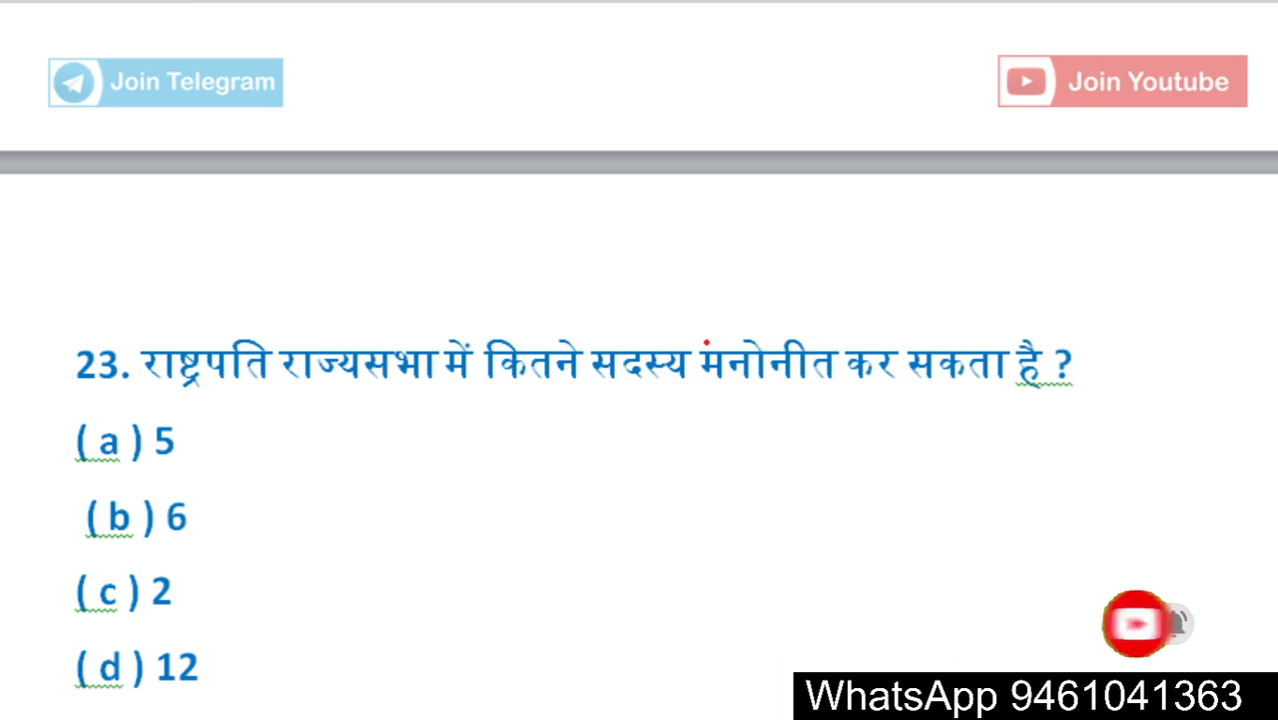 Join Telegram
Join Youtube
23. राष्ट्रपति राज्यसभा में कितने सदस्य मनोनीत कर सकता है ?
( a ) 5
( b ) 6
( c ) 2
( d ) 12
WhatsApp 9461041363